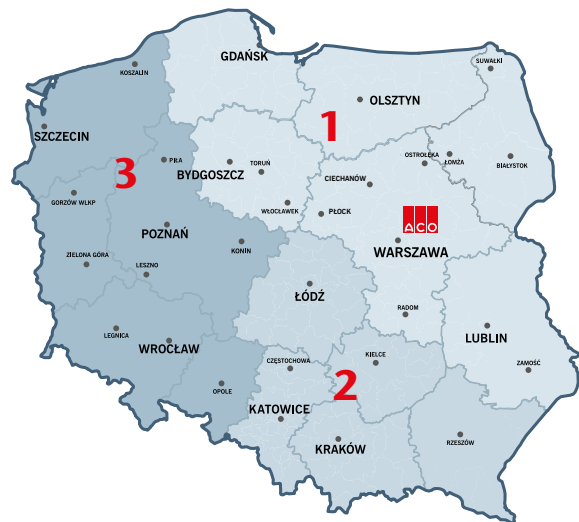 GDAŃSK
SUWAŁKI
KOSZALIN
OLSZTYN
1
SZCZECIN
OSTROŁĘKA
ŁOMŻA
BIAŁYSTOK
PIŁA
3
BYDGOSZCZ
TORUŃ
CIECHANÓW
GORZÓW WLKP
WŁOCŁAWEK
PŁOCK
ACO
POZNAŃ
KONIN
WARSZAWA
ZIELONA GÓRA
LESZNO
ŁÓDŹ
RADOM
LEGNICA
WROCŁAW
LUBLIN
CZĘSTOCHOWA
KIELCE
ZAMOŚĆ
2
OPOLE
KATOWICE
KRAKÓW
RZESZÓW